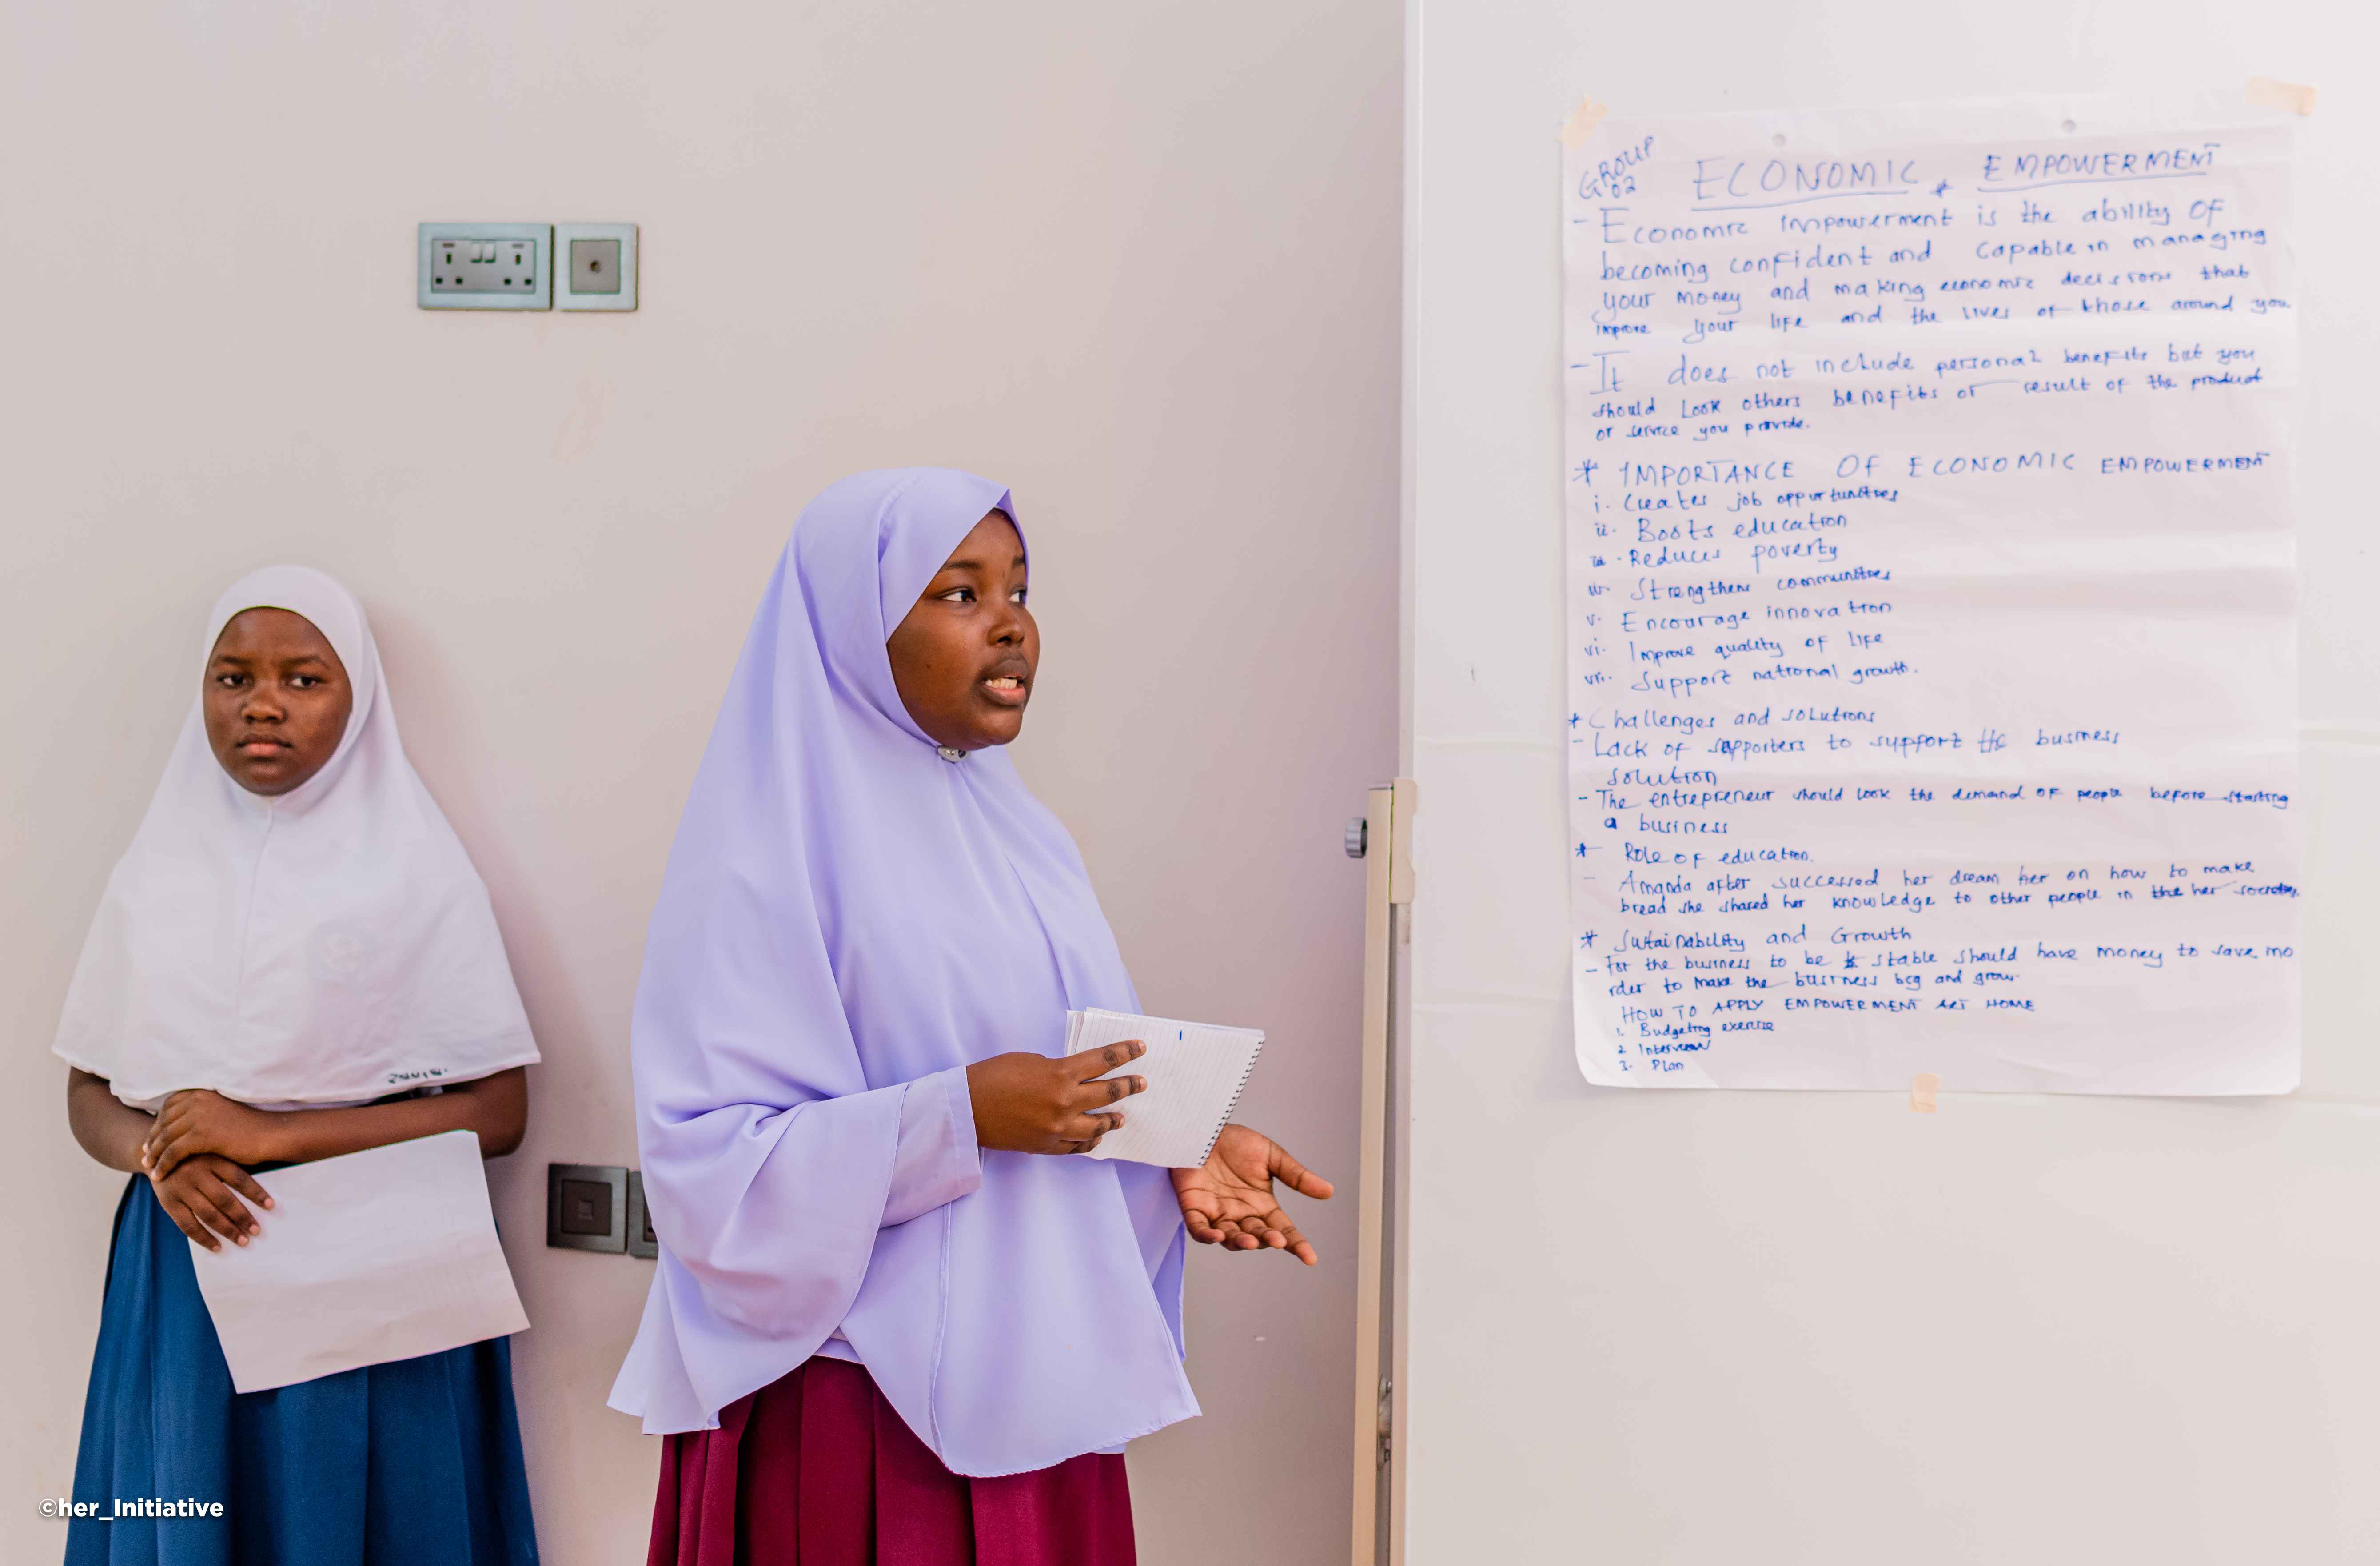 GROUP
02
ECONOMIC * EMPOWERMENT
- Economic impowerment is the ability of
becoming confident and capable in managing
your money and making economic decisions that
improve your life and the lives of those around you.
- It does not include personal benefits but you
should look others benefits or result of the product
or service you provide.
* IMPORTANCE OF ECONOMIC EMPOWERMENT
i. Creates job opportunities
ii. Boosts education
iii. Reduces poverty
iv. Strengthens communities
v. Encourage innovation
vi. Improve quality of life
vii. Support national growth.
* Challenges and solutions
- Lack of supporters to support the business
solution
- The entrepreneur should look the demand of people before starting
a business
* Role of education.
- Amanda after successed her dream her on how to make
bread she shared her knowledge to other people in the her society.
* Sustainability and Growth
- For the business to be stable should have money to save ino
rder to make the business big and grow.
HOW TO APPLY EMPOWERMENT AT HOME
1. Budgeting exercise
2 Interview
3. Plan
©her_Initiative